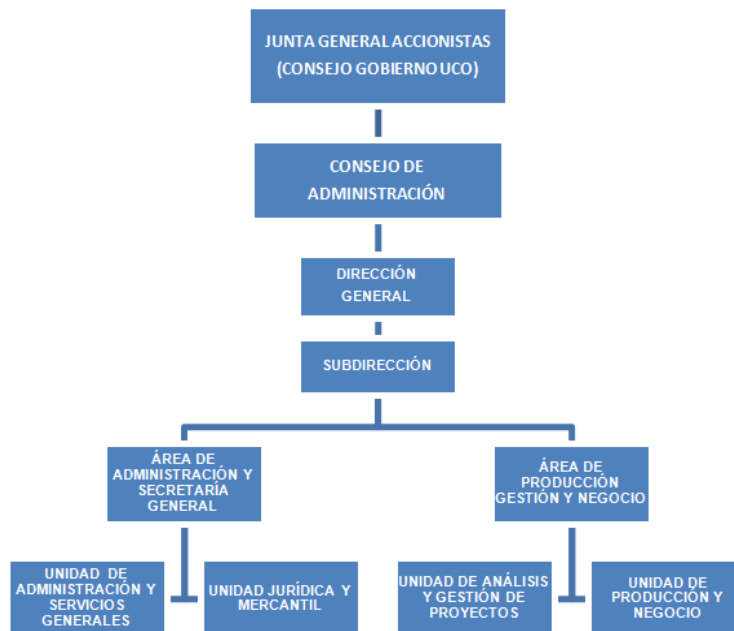 JUNTA GENERAL ACCIONISTAS
(CONSEJO GOBIERNO UCO)
CONSEJO DE
ADMINISTRACIÓN
DIRECCIÓN
GENERAL
SUBDIRECCIÓN
ÁREA DE
ADMINISTRACIÓN Y
SECRETARÍA
GENERAL
ÁREA DE
PRODUCCIÓN
GESTIÓN Y NEGOCIO
UNIDAD DE
ADMINISTRACIÓN Y
SERVICIOS
GENERALES
UNIDAD JURÍDICA Y
MERCANTIL
UNIDAD DE ANÁLISIS
Y GESTIÓN DE
PROYECTOS
UNIDAD DE
PRODUCCIÓN Y
NEGOCIO